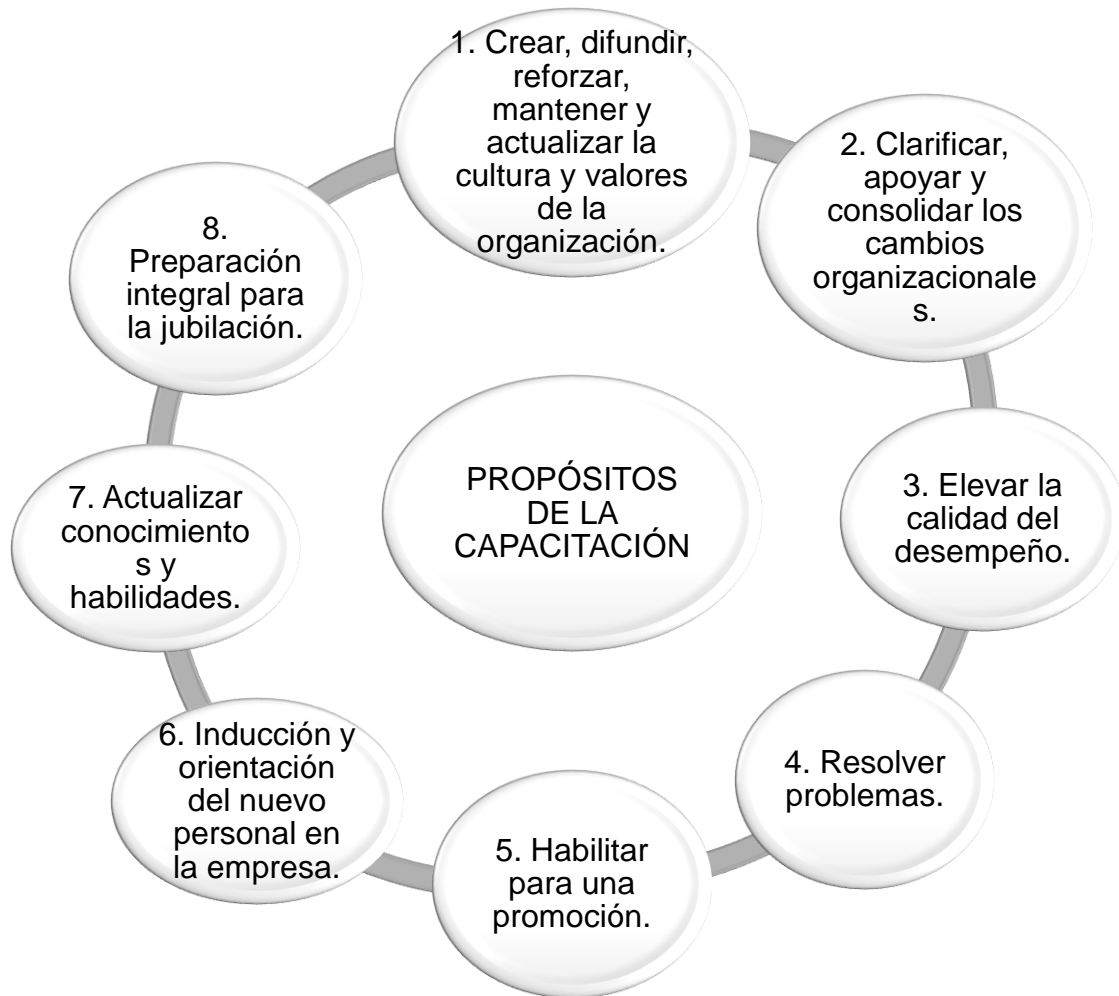 1. Crear, difundir,
reforzar,
mantener y
actualizar la
cultura y valores
de la
organización.
2. Clarificar,
apoyar y
consolidar los
cambios
organizacionale
s.
3. Elevar la
calidad del
desempeño.
4. Resolver
problemas.
5. Habilitar
para una
promoción.
6. Inducción y
orientación
del nuevo
personal en
la empresa.
7. Actualizar
conocimiento
s y
habilidades.
8.
Preparación
integral para
la jubilación.
PROPÓSITOS
DE LA
CAPACITACIÓN